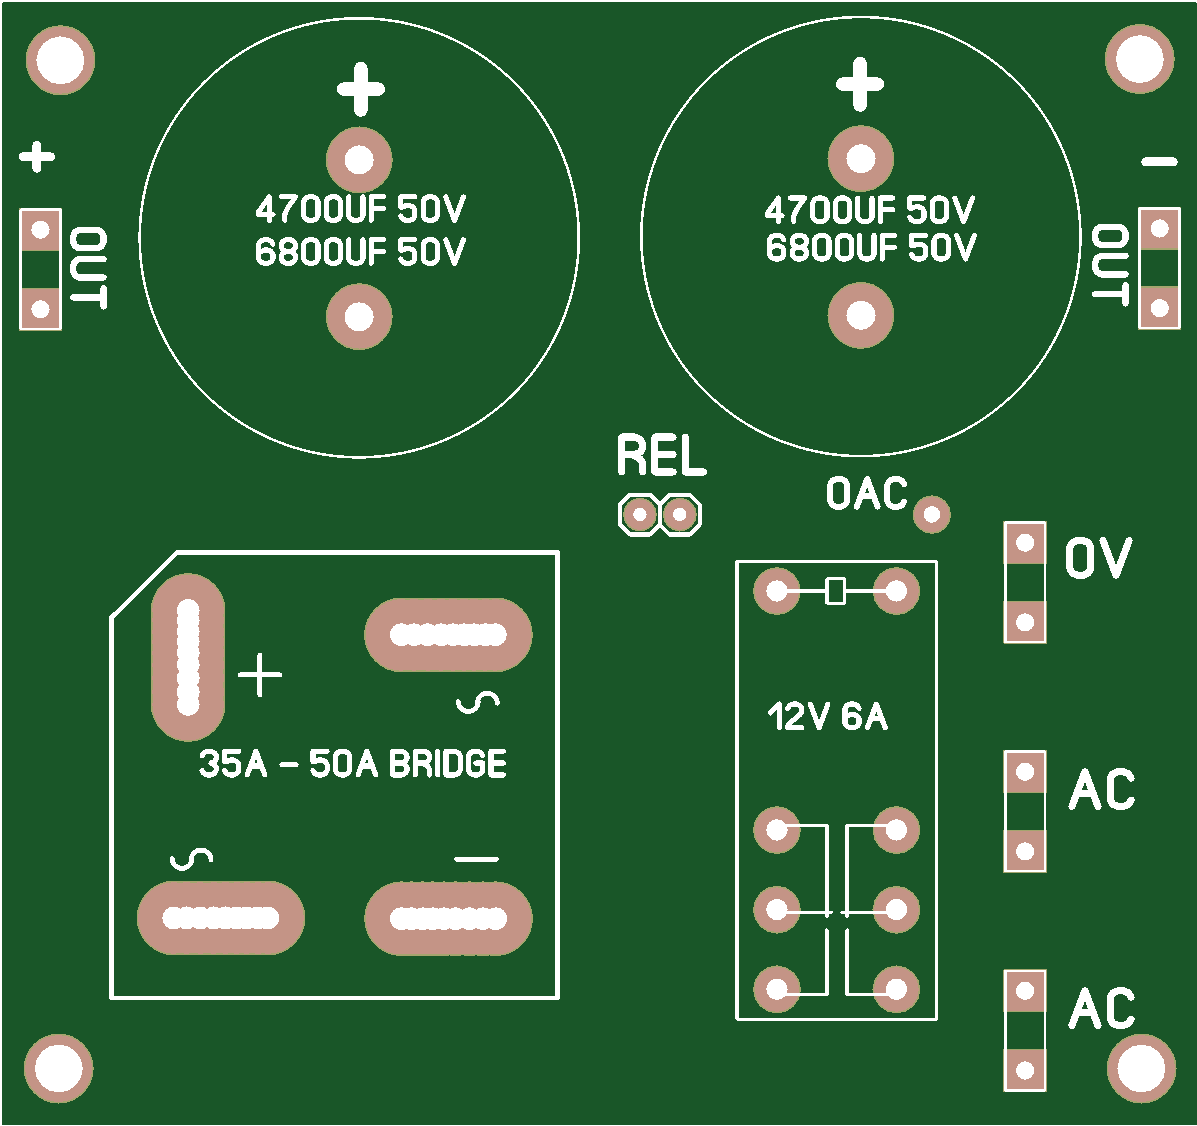 +
+
+
-
4700UF 50V
6800UF 50V
4700UF 50V
6800UF 50V
OUT
OUT
REL
0AC
0V
+
~
12V 6A
35A - 50A BRIDGE
AC
~
-
AC